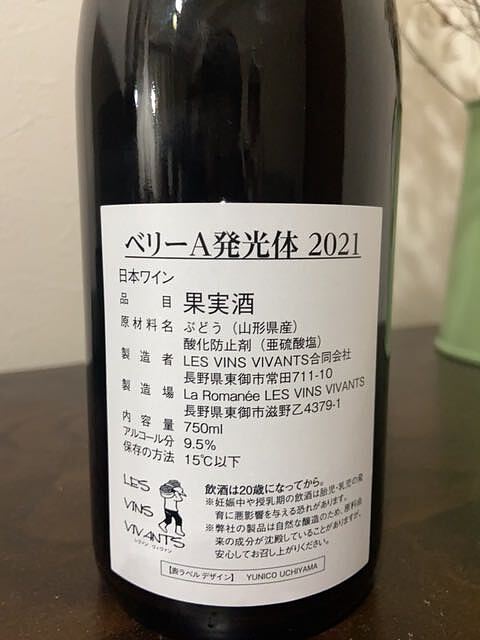 ベリーA発光体 2021
日本ワイン
品目 果実酒
原材料名 ぶどう（山形県産）
酸化防止剤（亜硫酸塩）
製造者 LES VINS VIVANTS合同会社
長野県東御市常田711-10
製造場 La Romanée LES VINS VIVANTS
長野県東御市滋野乙4379-1
内容量 750ml
アルコール分 9.5%
保存の方法 15℃以下
LES
VINS
VIVANTS
レヴァン・ヴィヴァン
飲酒は20歳になってから。
※妊娠中や授乳期の飲酒は胎児・乳児の発
育に悪影響を与える恐れがあります。
※弊社の製品は自然な醸造のため、原料由
来の成分が沈殿していることがありますが、
安心してお召し上がりください。
【表ラベルデザイン】 YUNICO UCHIYAMA